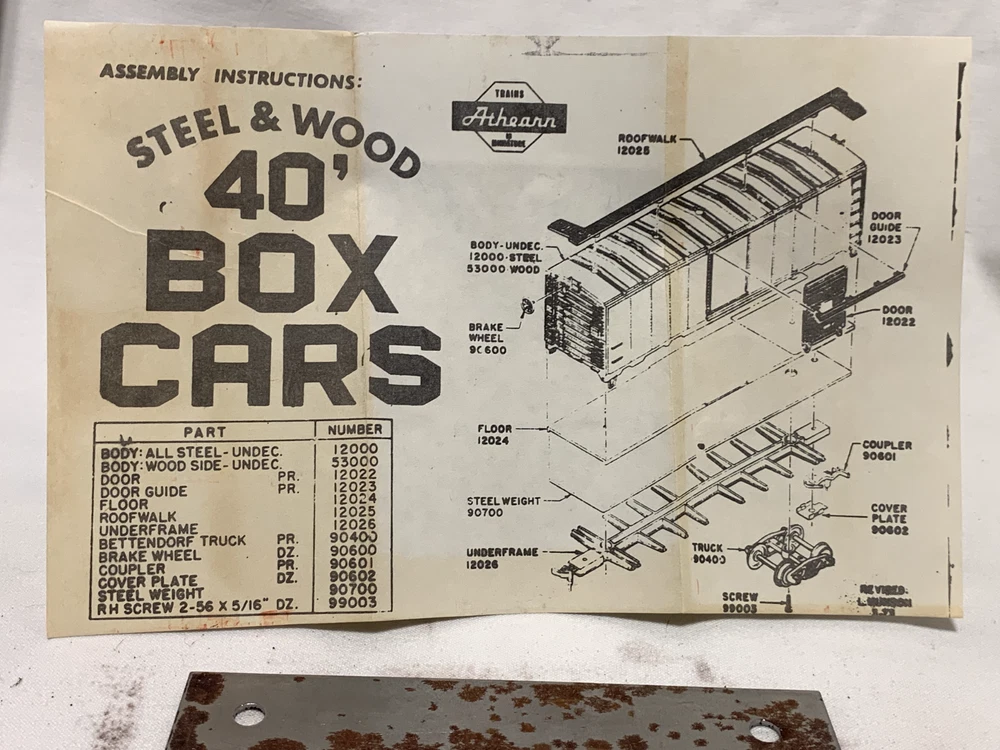 ASSEMBLY INSTRUCTIONS:
STEEL & WOOD
40'
BOX
CARS
PART NUMBER
BODY: ALL STEEL-UNDEC. 12000
BODY: WOOD SIDE-UNDEC. 53000
DOOR PR. 12022
DOOR GUIDE PR. 12023
FLOOR 12024
ROOFWALK 12025
UNDERFRAME 12026
BETTENDORF TRUCK PR. 90400
BRAKE WHEEL DZ. 90600
COUPLER PR. 90601
COVER PLATE DZ. 90602
STEEL WEIGHT 90700
RH SCREW 2-56 X 5/16" DZ. 99003
TRAINS
Athearn
IN
MINIATURE
ROOFWALK
12025
BODY-UNDEC.
12000-STEEL
53000-WOOD
DOOR
GUIDE
12023
DOOR
12022
BRAKE
WHEEL
90600
FLOOR
12024
STEEL WEIGHT
90700
UNDERFRAME
12026
COUPLER
90601
COVER
PLATE
90602
TRUCK
90400
SCREW
99003
REVISED: